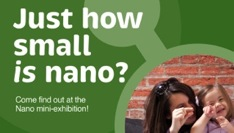 Just how
small
is nano?
Come find out at the
Nano mini-exhibition!